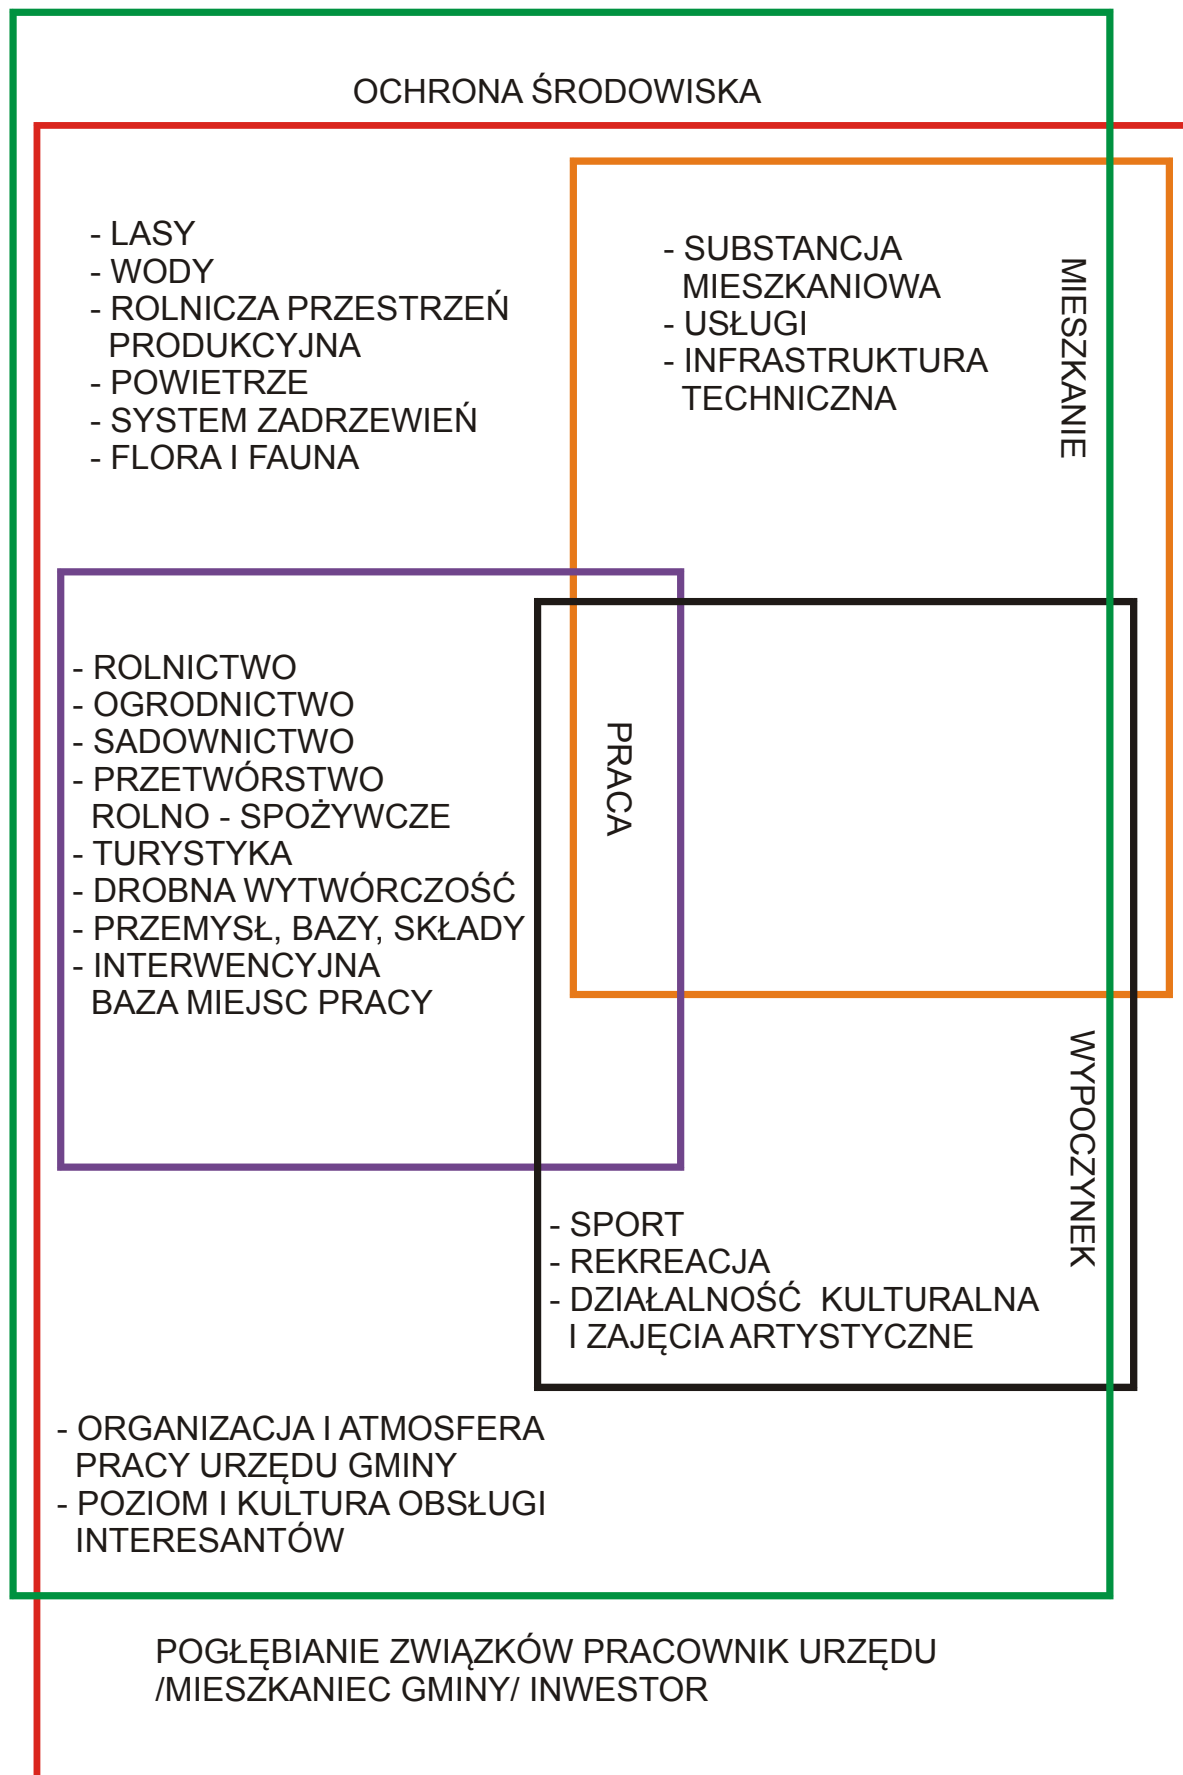 OCHRONA ŚRODOWISKA
- LASY
- WODY
- ROLNICZA PRZESTRZEŃ
PRODUKCYJNA
- POWIETRZE
- SYSTEM ZADRZEWIEŃ
- FLORA I FAUNA
- SUBSTANCJA
MIESZKANIOWA
- USŁUGI
- INFRASTRUKTURA
TECHNICZNA
MIESZKANIE
- ROLNICTWO
- OGRODNICTWO
- SADOWNICTWO
- PRZETWÓRSTWO
ROLNO - SPOŻYWCZE
- TURYSTYKA
- DROBNA WYTWÓRCZOŚĆ
- PRZEMYSŁ, BAZY, SKŁADY
- INTERWENCYJNA
BAZA MIEJSC PRACY
PRACA
WYPOCZYNEK
- SPORT
- REKREACJA
- DZIAŁALNOŚĆ KULTURALNA
I ZAJĘCIA ARTYSTYCZNE
- ORGANIZACJA I ATMOSFERA
PRACY URZĘDU GMINY
- POZIOM I KULTURA OBSŁUGI
INTERESANTÓW
POGŁĘBIANIE ZWIĄZKÓW PRACOWNIK URZĘDU
/MIESZKANIEC GMINY/ INWESTOR